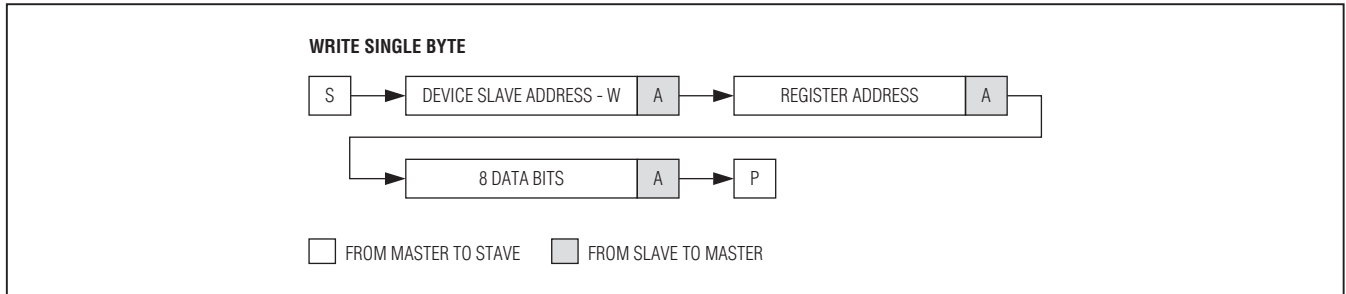 WRITE SINGLE BYTE
S DEVICE SLAVE ADDRESS - W A REGISTER ADDRESS A
8 DATA BITS A P
FROM MASTER TO STAVE FROM SLAVE TO MASTER